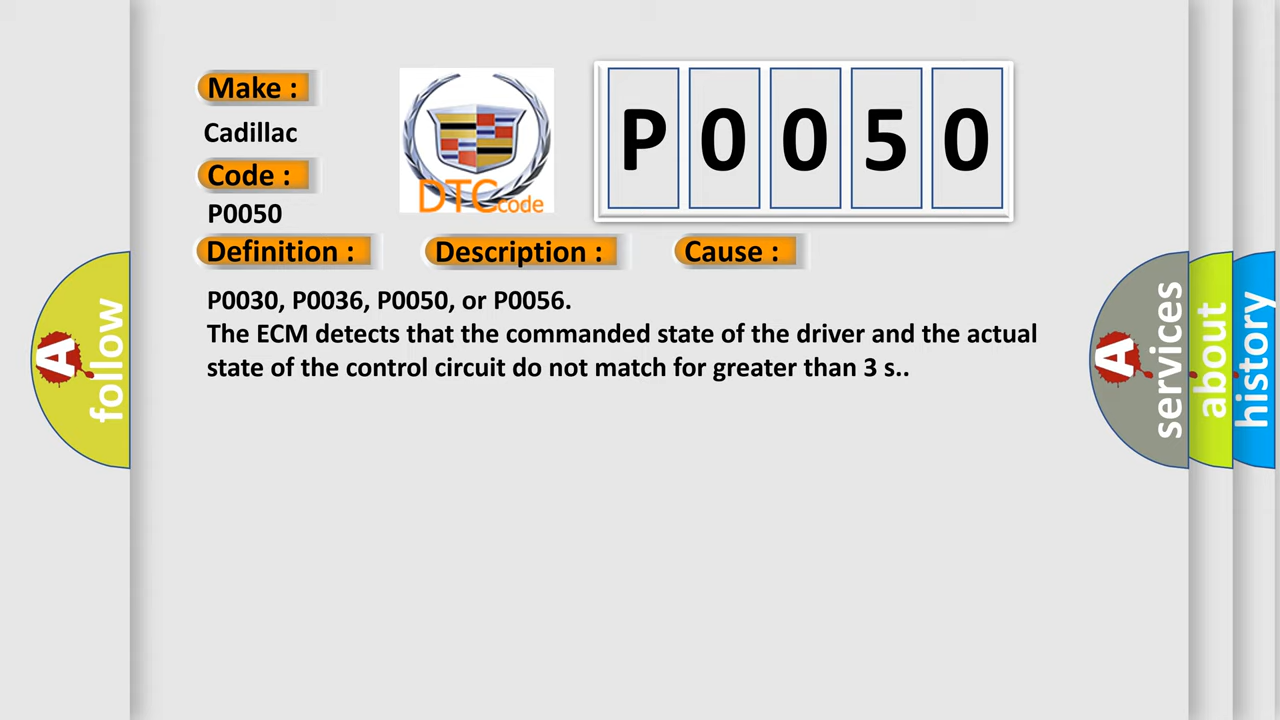 Make :
Cadillac
Code :
P0050
DTC code
P 0 0 5 0
Definition :
Description :
Cause :
P0030, P0036, P0050, or P0056.
The ECM detects that the commanded state of the driver and the actual
state of the control circuit do not match for greater than 3 s..
A follow
A services
about
history